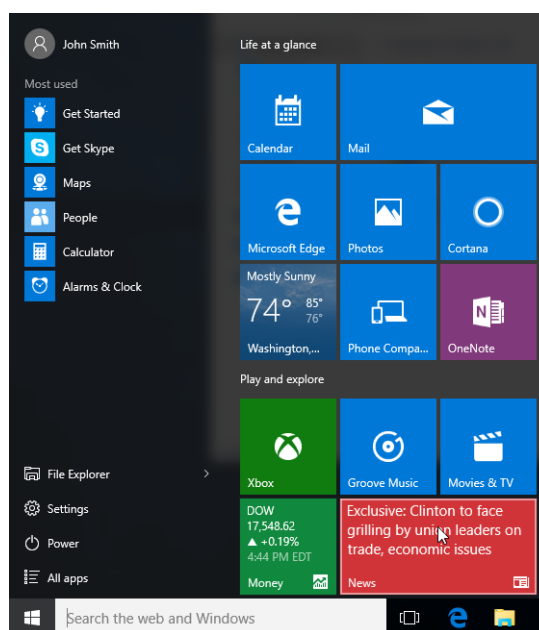 John Smith
Most used
Get Started
Get Skype
Maps
People
Calculator
Alarms & Clock
File Explorer
Settings
Power
All apps
Life at a glance
Calendar
Mail
Microsoft Edge
Photos
Cortana
Mostly Sunny
74° 85°
76°
Washington,...
Phone Compa...
OneNote
Play and explore
Xbox
Groove Music
Movies & TV
DOW
17,548.62
▲ +0.19%
4:44 PM EDT
Money
Exclusive: Clinton to face
grilling by union leaders on
trade, economic issues
News
Search the web and Windows